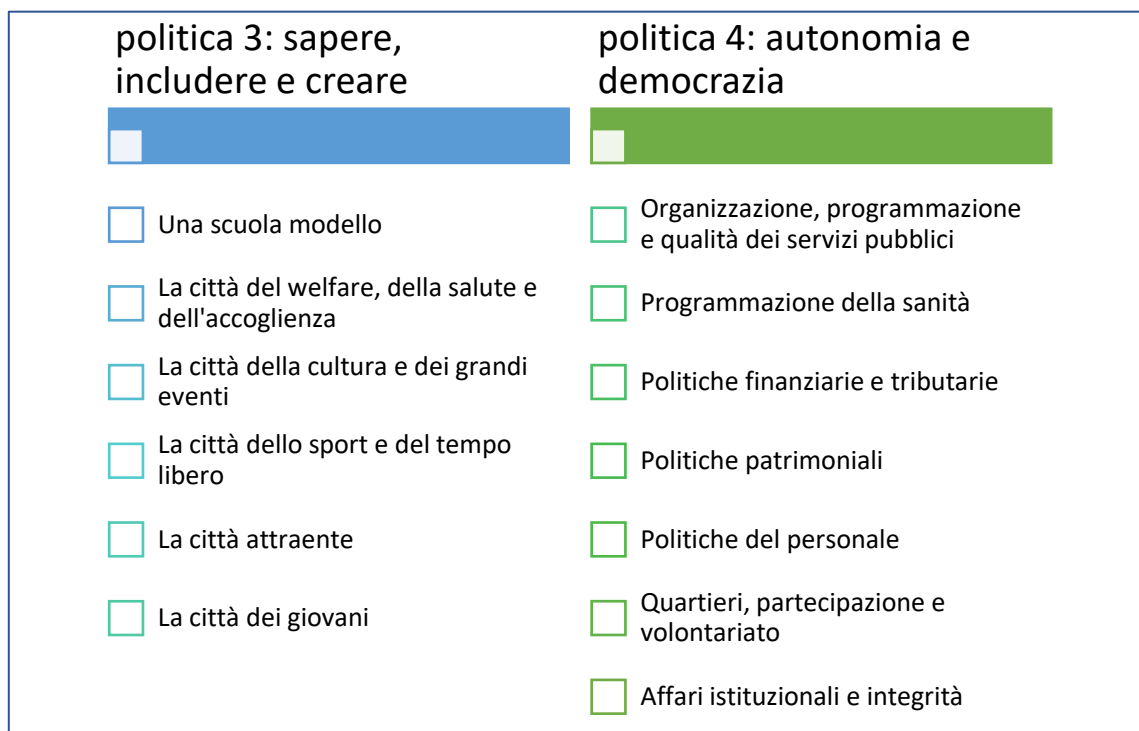 politica 3: sapere,
includere e creare
Una scuola modello
La città del welfare, della salute e
dell'accoglienza
La città della cultura e dei grandi
eventi
La città dello sport e del tempo
libero
La città attraente
La città dei giovani
politica 4: autonomia e
democrazia
Organizzazione, programmazione
e qualità dei servizi pubblici
Programmazione della sanità
Politiche finanziarie e tributarie
Politiche patrimoniali
Politiche del personale
Quartieri, partecipazione e
volontariato
Affari istituzionali e integrità